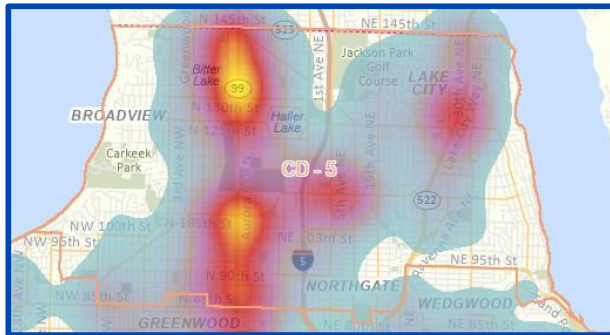 N 145th St
NE 145th St
523
Greenwood
Jackson Park
Golf
Course
Bitter
Lake
1st Ave NE
LAKE
CITY
30th Ave NE
99
N 130th St
Haller
Lake
BROADVIEW
N 125th St
Lake City Way NE
Carkeek
Park
3rd Ave NW
15th Ave NE
CD - 5
5th Ave NE
522
N 105th St
Aurora Ave N
NW 100th St
NE 103rd St
NW 95th St
Ravenna Ave NE
5
NE 95th St
N 90th St
NORTHGATE
NW 85th St
N 85th St
WEDGWOOD
GREENWOOD
NE 85th St